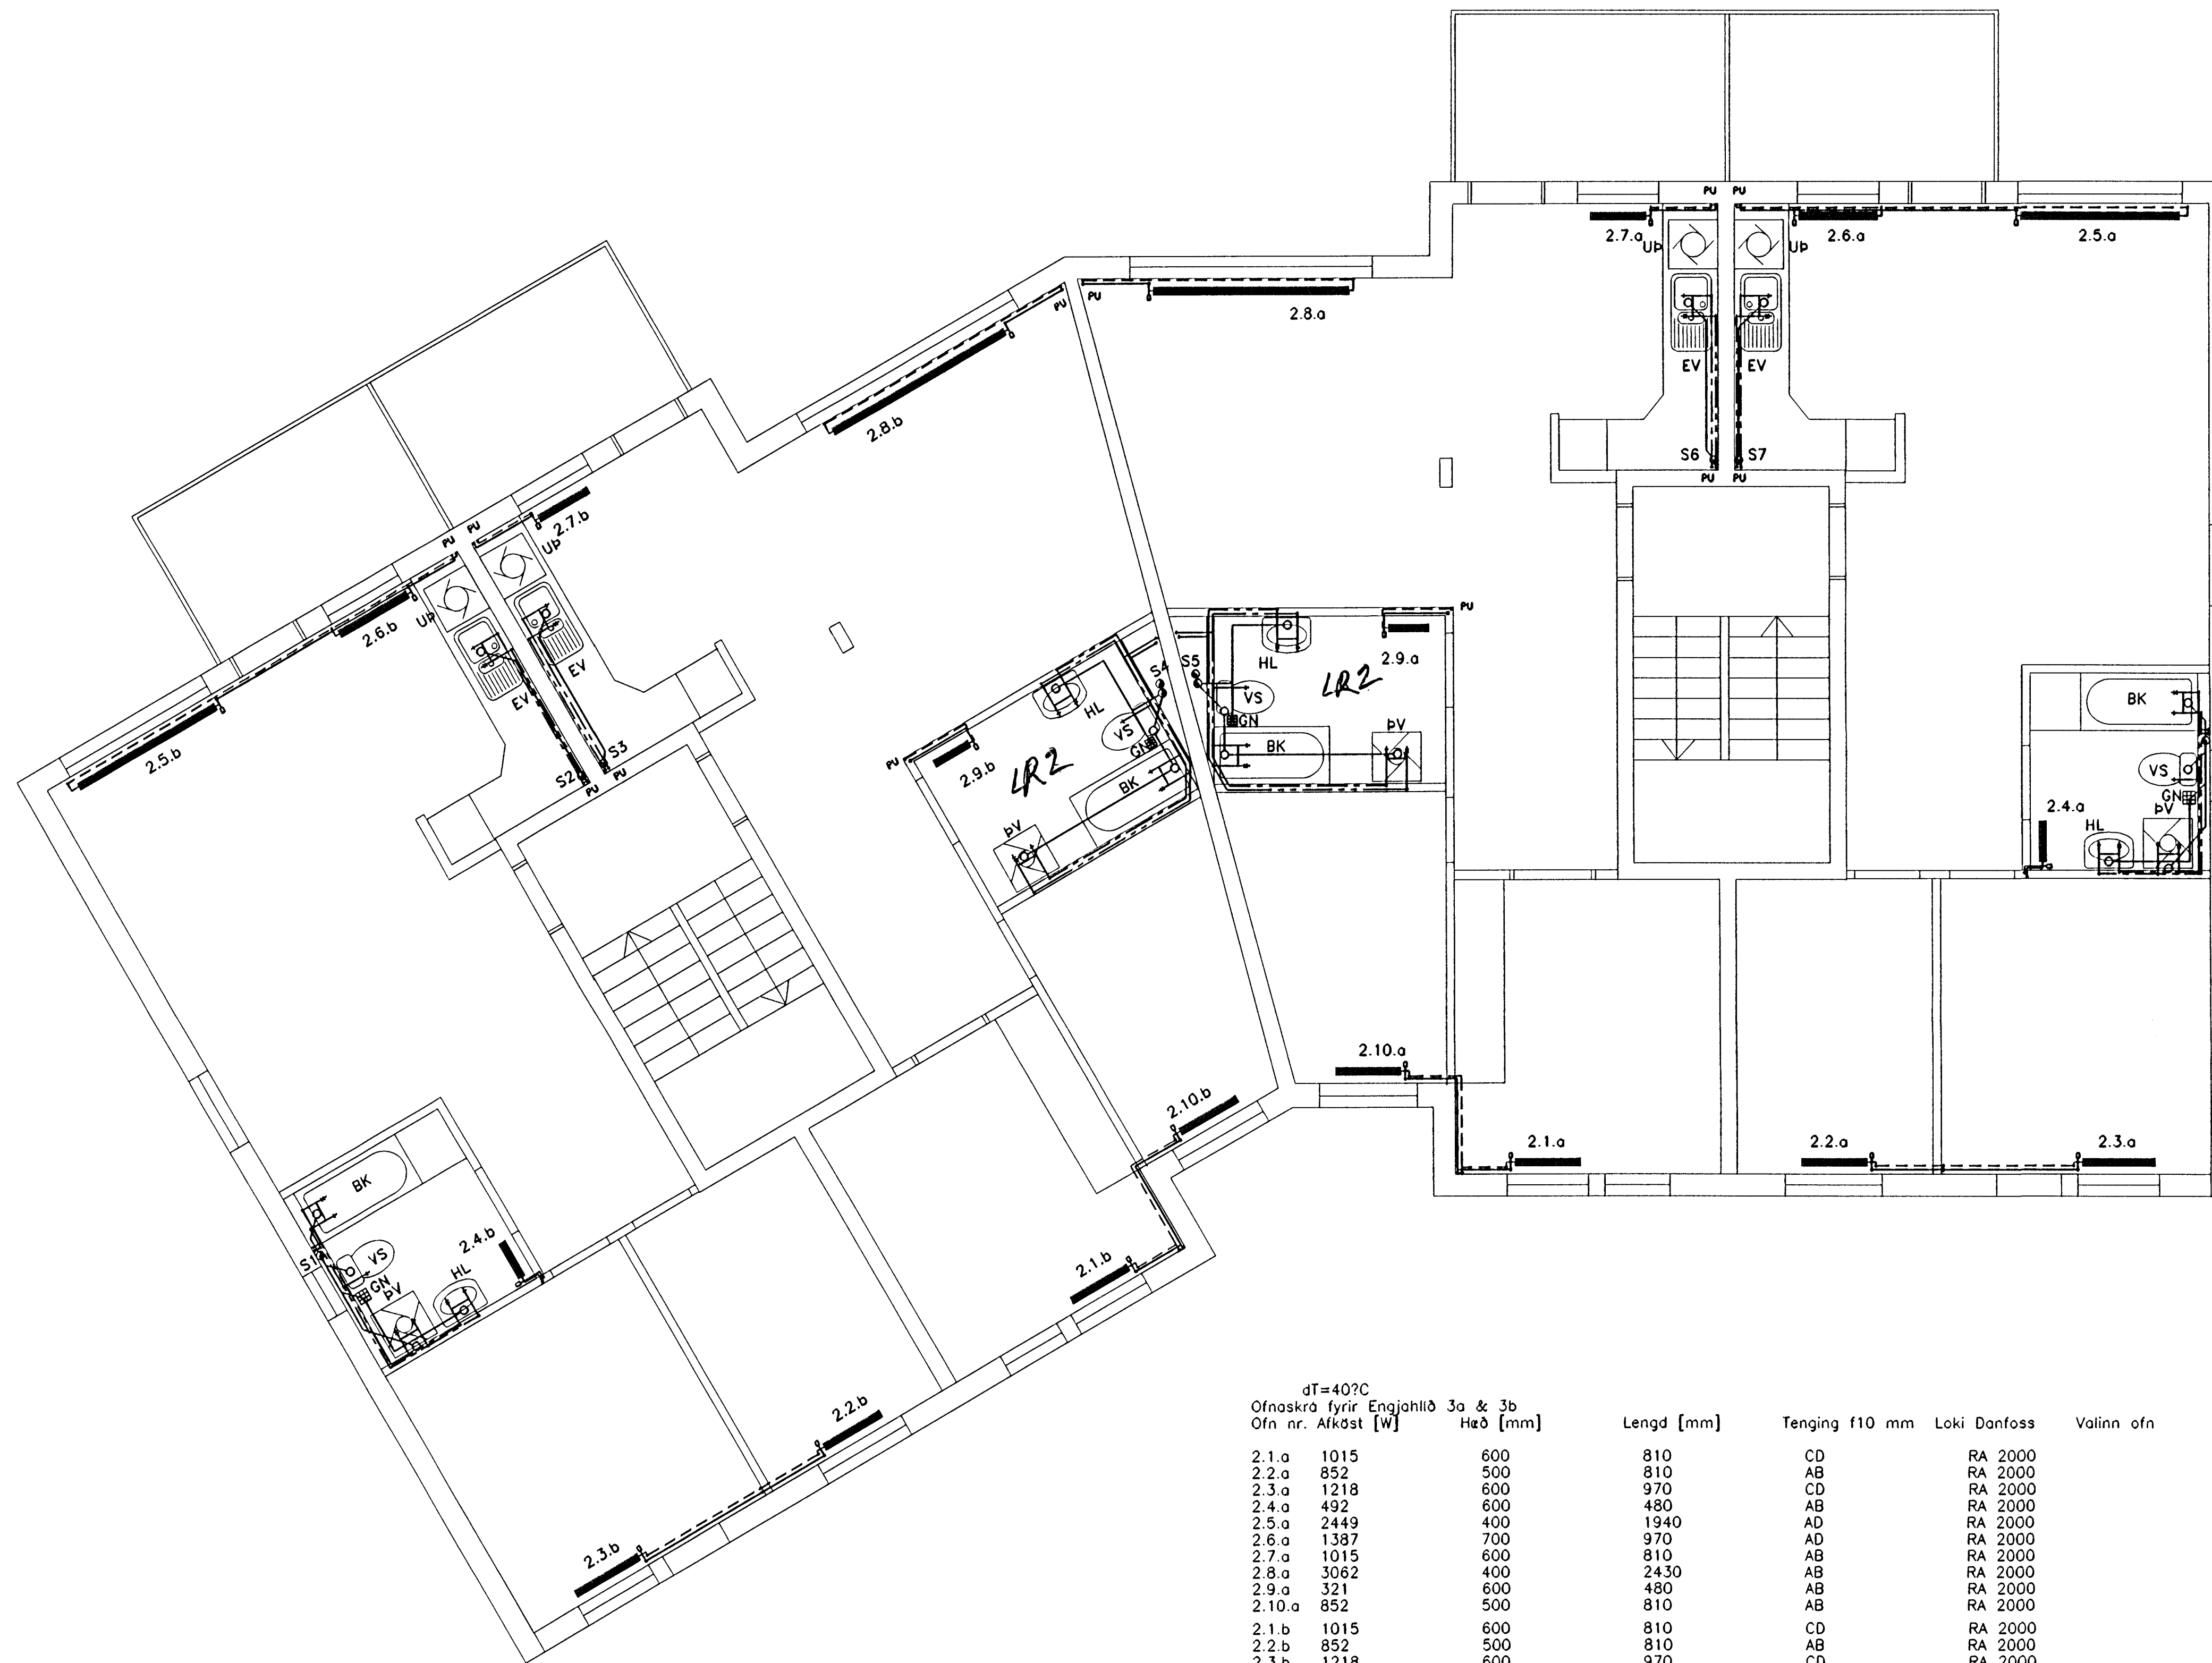 PU PU
2.7.a UÞ UÞ 2.6.a 2.5.a
PU PU
2.8.a
EV EV
2.8.b
S6 S7
PU PU
PU PU
2.7.b
UÞ
UÞ
2.6.b
EV
EV
S3
S2
PU
PU
2.5.b
PU
HL 2.9.a
LR2
S4 S5
VS
GN
BK ÞV
HL
VS
GN
BK
PU
2.9.b
LR2
ÞV
BK
VS
GN
ÞV
2.4.a
HL
2.10.a
2.10.b
2.1.a 2.2.a 2.3.a
BK
S1
VS
2.4.b
GN
ÞV
HL
2.1.b
2.2.b
2.3.b
dT=40?C
Ofnaskrá fyrir Engjahlíð 3a & 3b
Ofn nr. Afköst [W] Hæð [mm] Lengd [mm] Tenging f10 mm Loki Danfoss Valinn ofn
2.1.a 1015 600 810 CD RA 2000
2.2.a 852 500 810 AB RA 2000
2.3.a 1218 600 970 CD RA 2000
2.4.a 492 600 480 AB RA 2000
2.5.a 2449 400 1940 AD RA 2000
2.6.a 1387 700 970 AD RA 2000
2.7.a 1015 600 810 AB RA 2000
2.8.a 3062 400 2430 AB RA 2000
2.9.a 321 600 480 AB RA 2000
2.10.a 852 500 810 AB RA 2000
2.1.b 1015 600 810 CD RA 2000
2.2.b 852 500 810 AB RA 2000
2.3.b 1218 600 970 CD RA 2000